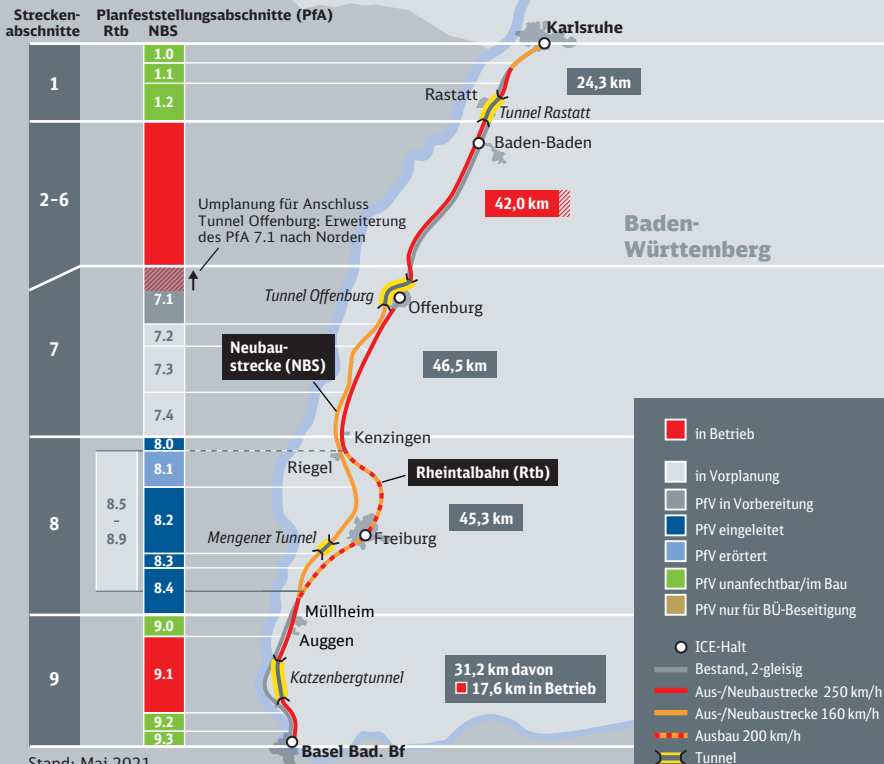 Strecken-
abschnitte
Planfeststellungsabschnitte (PfA)
Rtb
NBS
1
2–6
7
8
9
8.5
–
8.9
1.0
1.1
1.2
7.1
7.2
7.3
7.4
8.0
8.1
8.2
8.3
8.4
9.0
9.1
9.2
9.3
Umplanung für Anschluss
Tunnel Offenburg: Erweiterung
des PfA 7.1 nach Norden
Karlsruhe
24,3 km
Rastatt
Tunnel Rastatt
Baden-Baden
42,0 km
Baden-
Württemberg
Tunnel Offenburg
Offenburg
Neubau-
strecke (NBS)
46,5 km
Kenzingen
Riegel
Rheintalbahn (Rtb)
45,3 km
Mengener Tunnel
Freiburg
Müllheim
Auggen
Katzenbergtunnel
31,2 km davon
17,6 km in Betrieb
Basel Bad. Bf
in Betrieb
in Vorplanung
PfV in Vorbereitung
PfV eingeleitet
PfV erörtert
PfV unanfechtbar/im Bau
PfV nur für BÜ-Beseitigung
ICE-Halt
Bestand, 2-gleisig
Aus-/Neubaustrecke 250 km/h
Aus-/Neubaustrecke 160 km/h
Ausbau 200 km/h
Tunnel
Stand: Mai 2021